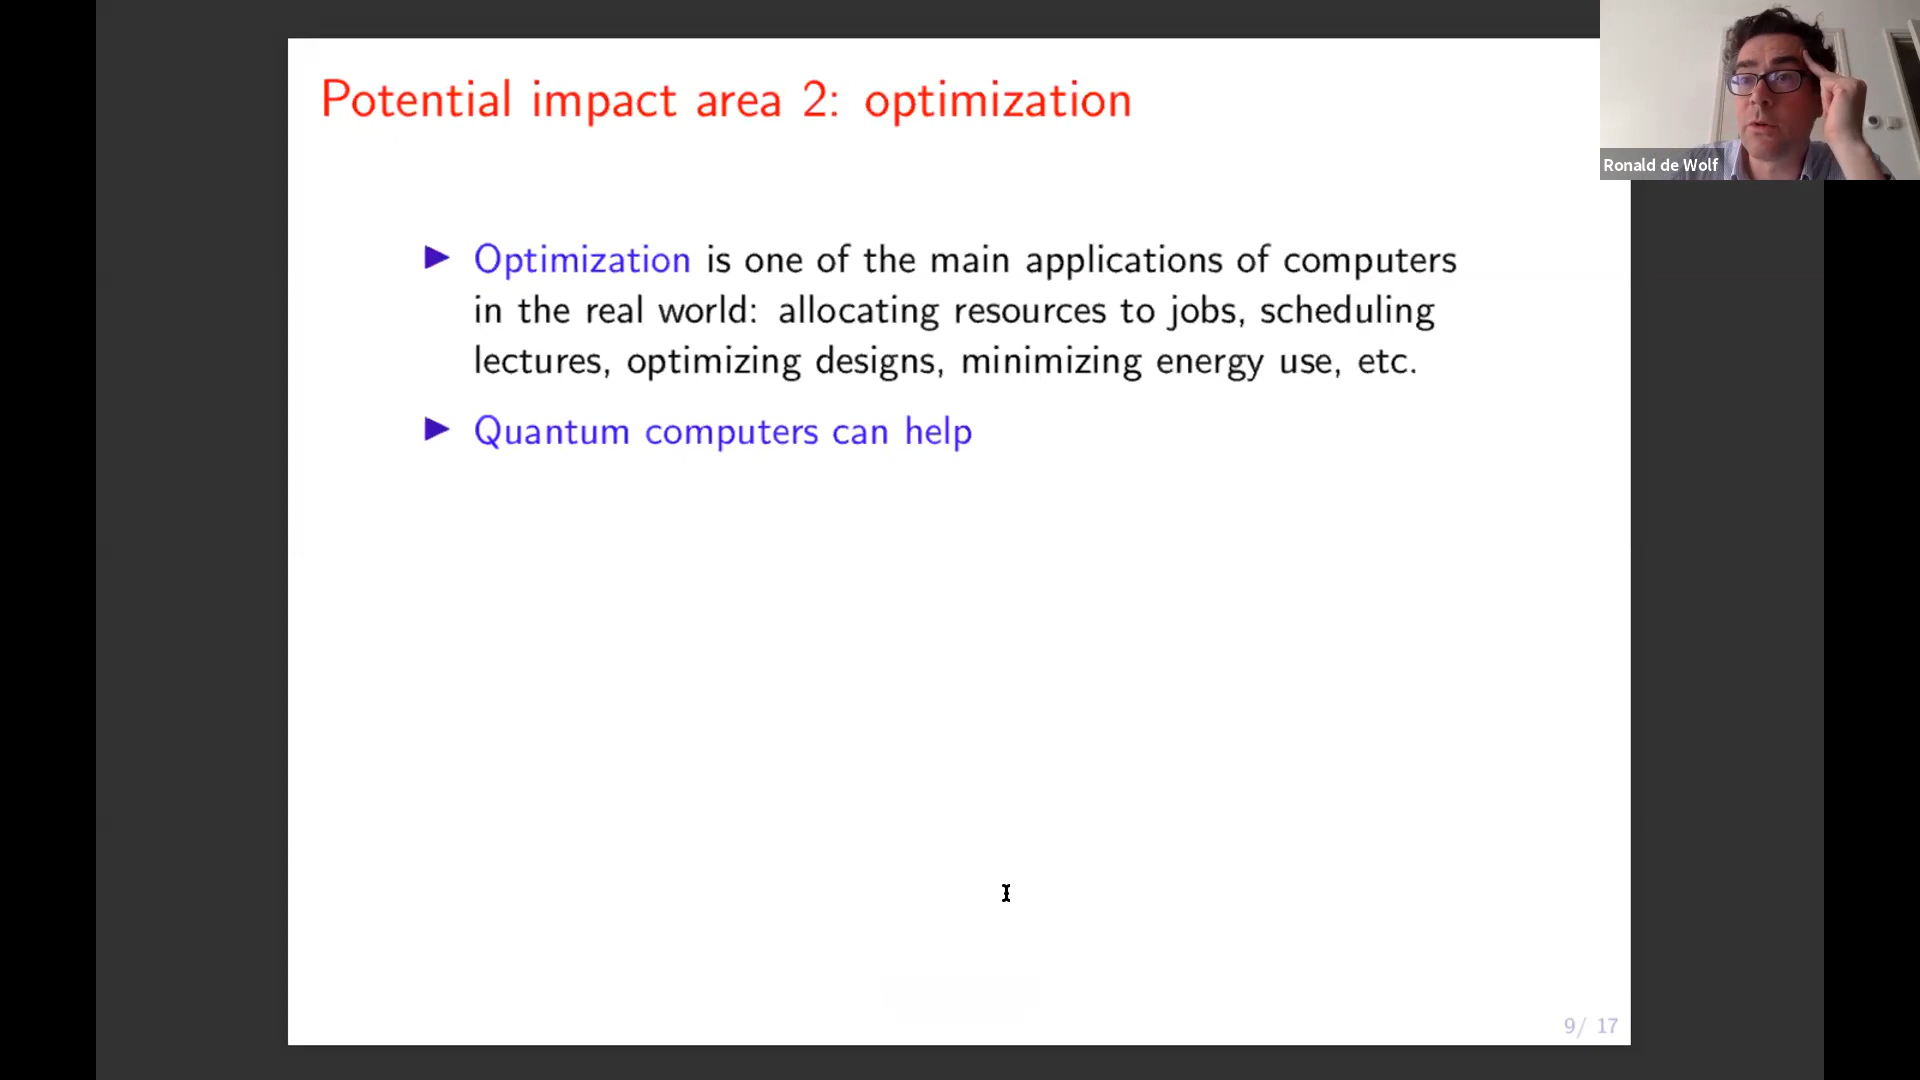 Potential impact area 2: optimization
Ronald de Wolf
▶ Optimization is one of the main applications of computers
in the real world: allocating resources to jobs, scheduling
lectures, optimizing designs, minimizing energy use, etc.
▶ Quantum computers can help
9/ 17